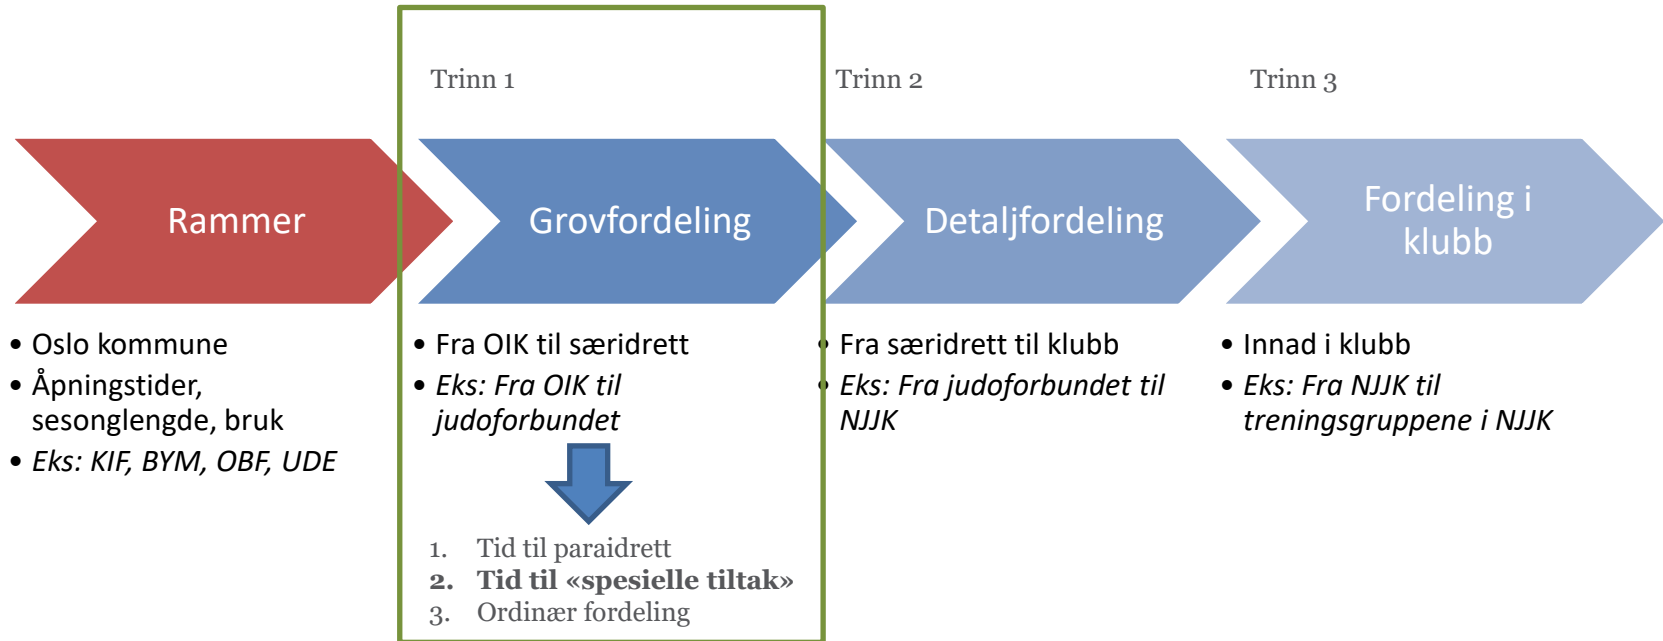 Trinn 1
Trinn 2
Trinn 3
Rammer
Grovfordeling
Detaljfordeling
Fordeling i
klubb
• Oslo kommune
• Åpningstider,
sesonglengde, bruk
• Eks: KIF, BYM, OBF, UDE
• Fra OIK til særidrett
• Eks: Fra OIK til
judoforbundet
1. Tid til paraidrett
2. Tid til «spesielle tiltak»
3. Ordinær fordeling
• Fra særidrett til klubb
• Eks: Fra judoforbundet til
NJJK
• Innad i klubb
• Eks: Fra NJJK til
treningsgruppene i NJJK